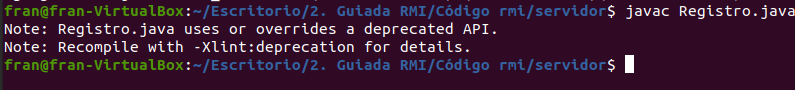 fran@fran-VirtualBox:~/Escritorio/2. Guiada RMI/Código rmi/servidor$ javac Registro.java
Note: Registro.java uses or overrides a deprecated API.
Note: Recompile with -Xlint:deprecation for details.
fran@fran-VirtualBox:~/Escritorio/2. Guiada RMI/Código rmi/servidor$